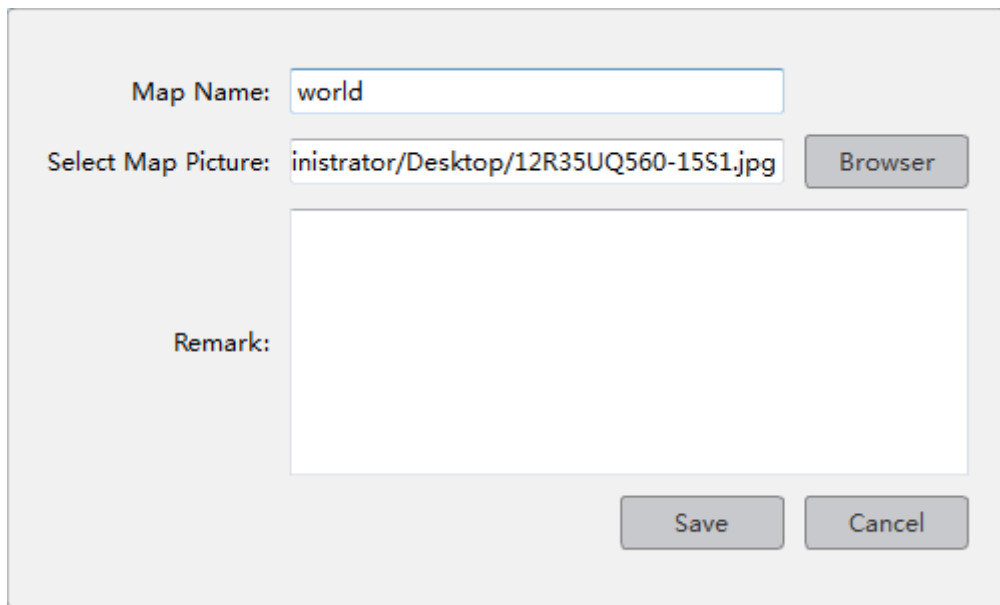 Map Name: world
Select Map Picture: inistrator/Desktop/12R35UQ560-15S1.jpg Browser
Remark:
Save Cancel